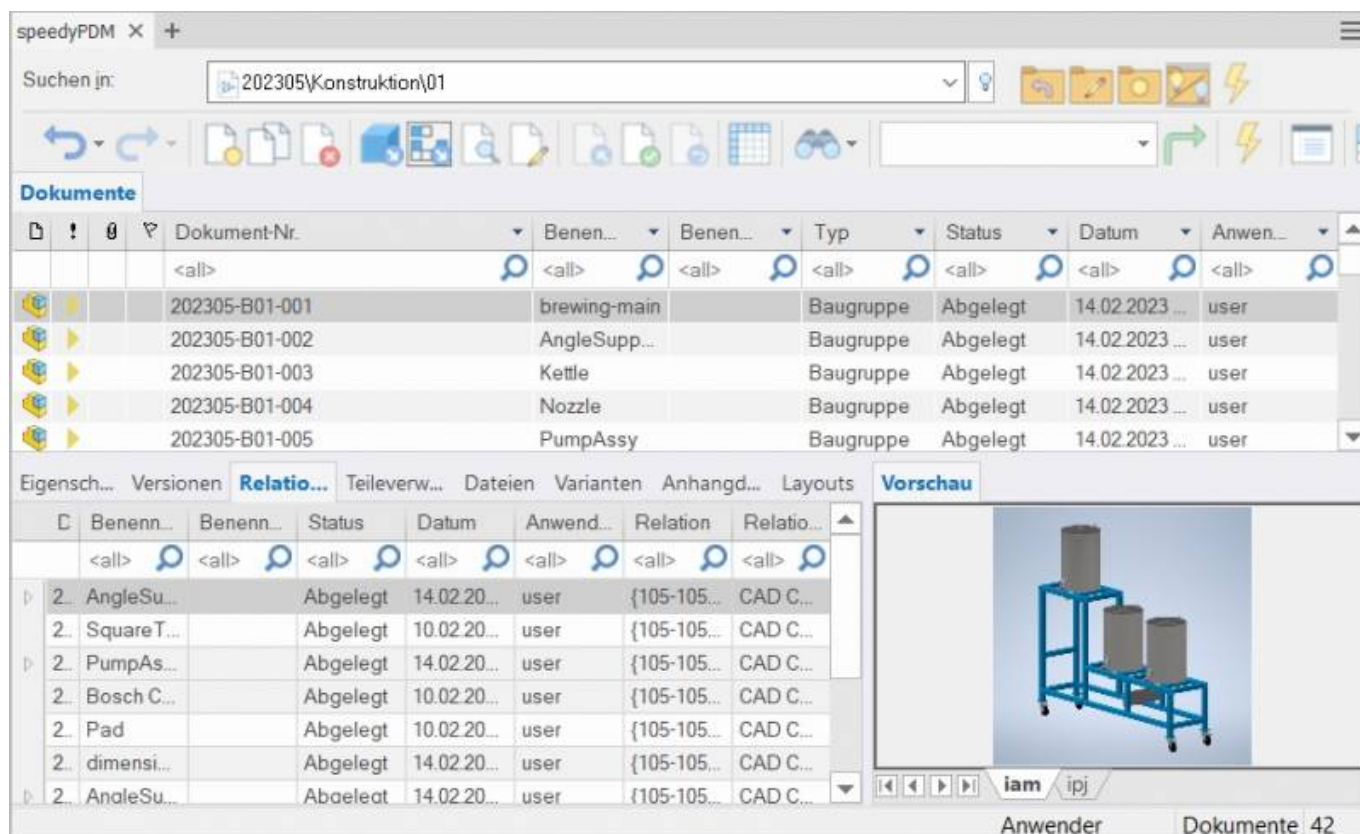 speedyPDM
Suchen in: 202305\Konstruktion\01
Dokumente
Dokument-Nr. Benen... Benen... Typ Status Datum Anwen...
<all> <all> <all> <all> <all> <all> <all>
202305-B01-001 brewing-main Baugruppe Abgelegt 14.02.2023 ... user
202305-B01-002 AngleSupp... Baugruppe Abgelegt 14.02.2023 ... user
202305-B01-003 Kettle Baugruppe Abgelegt 14.02.2023 ... user
202305-B01-004 Nozzle Baugruppe Abgelegt 14.02.2023 ... user
202305-B01-005 PumpAssy Baugruppe Abgelegt 14.02.2023 ... user
Eigensch... Versionen Relatio... Teileverw... Dateien Varianten Anhangd... Layouts Vorschau
Benenn... Benenn... Status Datum Anwend... Relation Relatio...
<all> <all> <all> <all> <all> <all> <all>
2... AngleSu... Abgelegt 14.02.20... user {105-105... CAD C...
2... SquareT... Abgelegt 10.02.20... user {105-105... CAD C...
2... PumpAs... Abgelegt 14.02.20... user {105-105... CAD C...
2... Bosch C... Abgelegt 10.02.20... user {105-105... CAD C...
2... Pad Abgelegt 10.02.20... user {105-105... CAD C...
2... dimensi... Abgelegt 14.02.20... user {105-105... CAD C...
2... AngleSu... Abgelegt 14.02.20... user {105-105... CAD C...
iam ipj
Anwender Dokumente 42